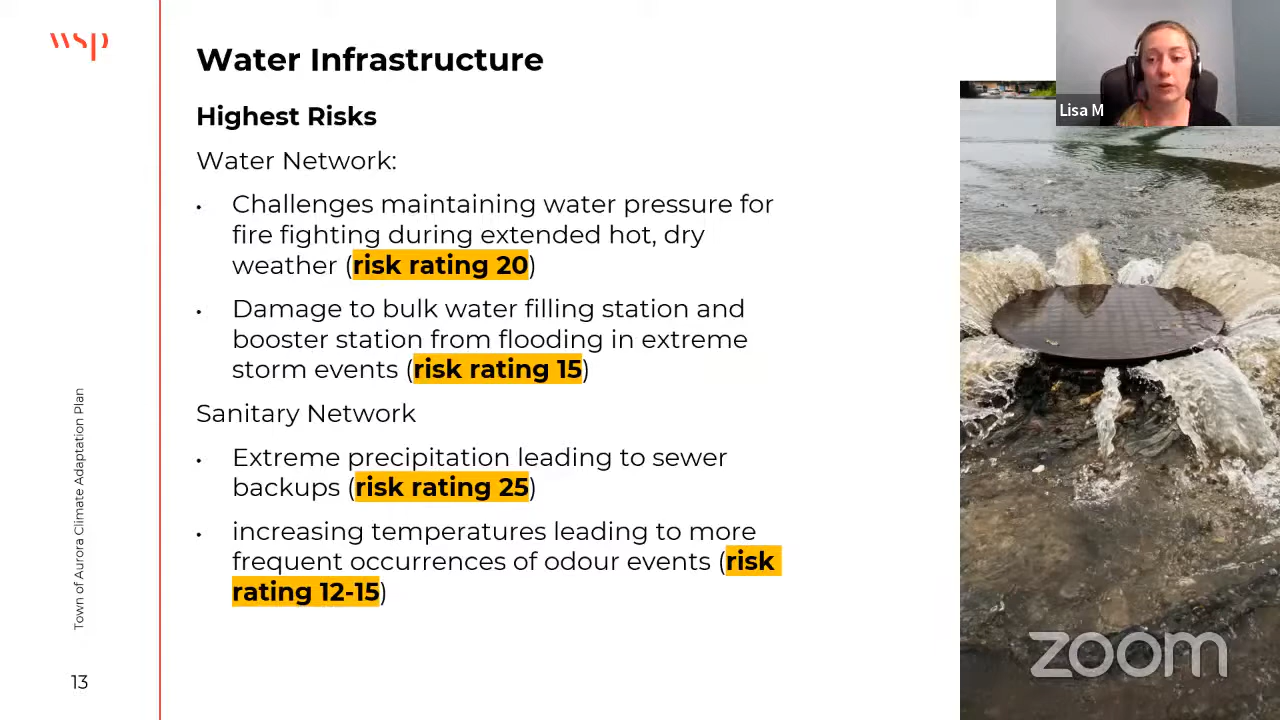 wsp
Water Infrastructure
Highest Risks
Water Network:
• Challenges maintaining water pressure for
fire fighting during extended hot, dry
weather (risk rating 20)
• Damage to bulk water filling station and
booster station from flooding in extreme
storm events (risk rating 15)
Sanitary Network
• Extreme precipitation leading to sewer
backups (risk rating 25)
• increasing temperatures leading to more
frequent occurrences of odour events (risk
rating 12-15)
Town of Aurora Climate Adaptation Plan
13
Lisa M
zoom